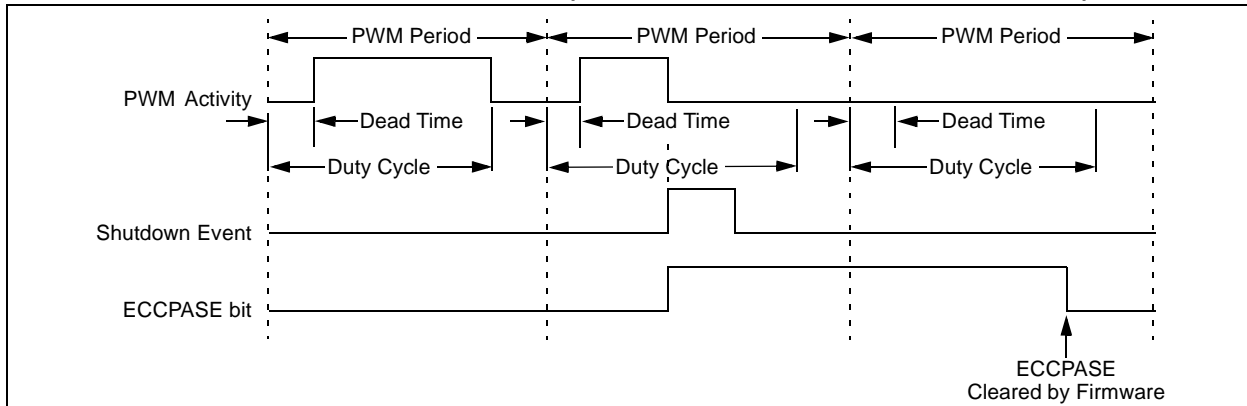 PWM Period PWM Period PWM Period
PWM Activity
Dead Time Dead Time Dead Time
Duty Cycle Duty Cycle Duty Cycle
Shutdown Event
ECCPASE bit
ECCPASE
Cleared by Firmware